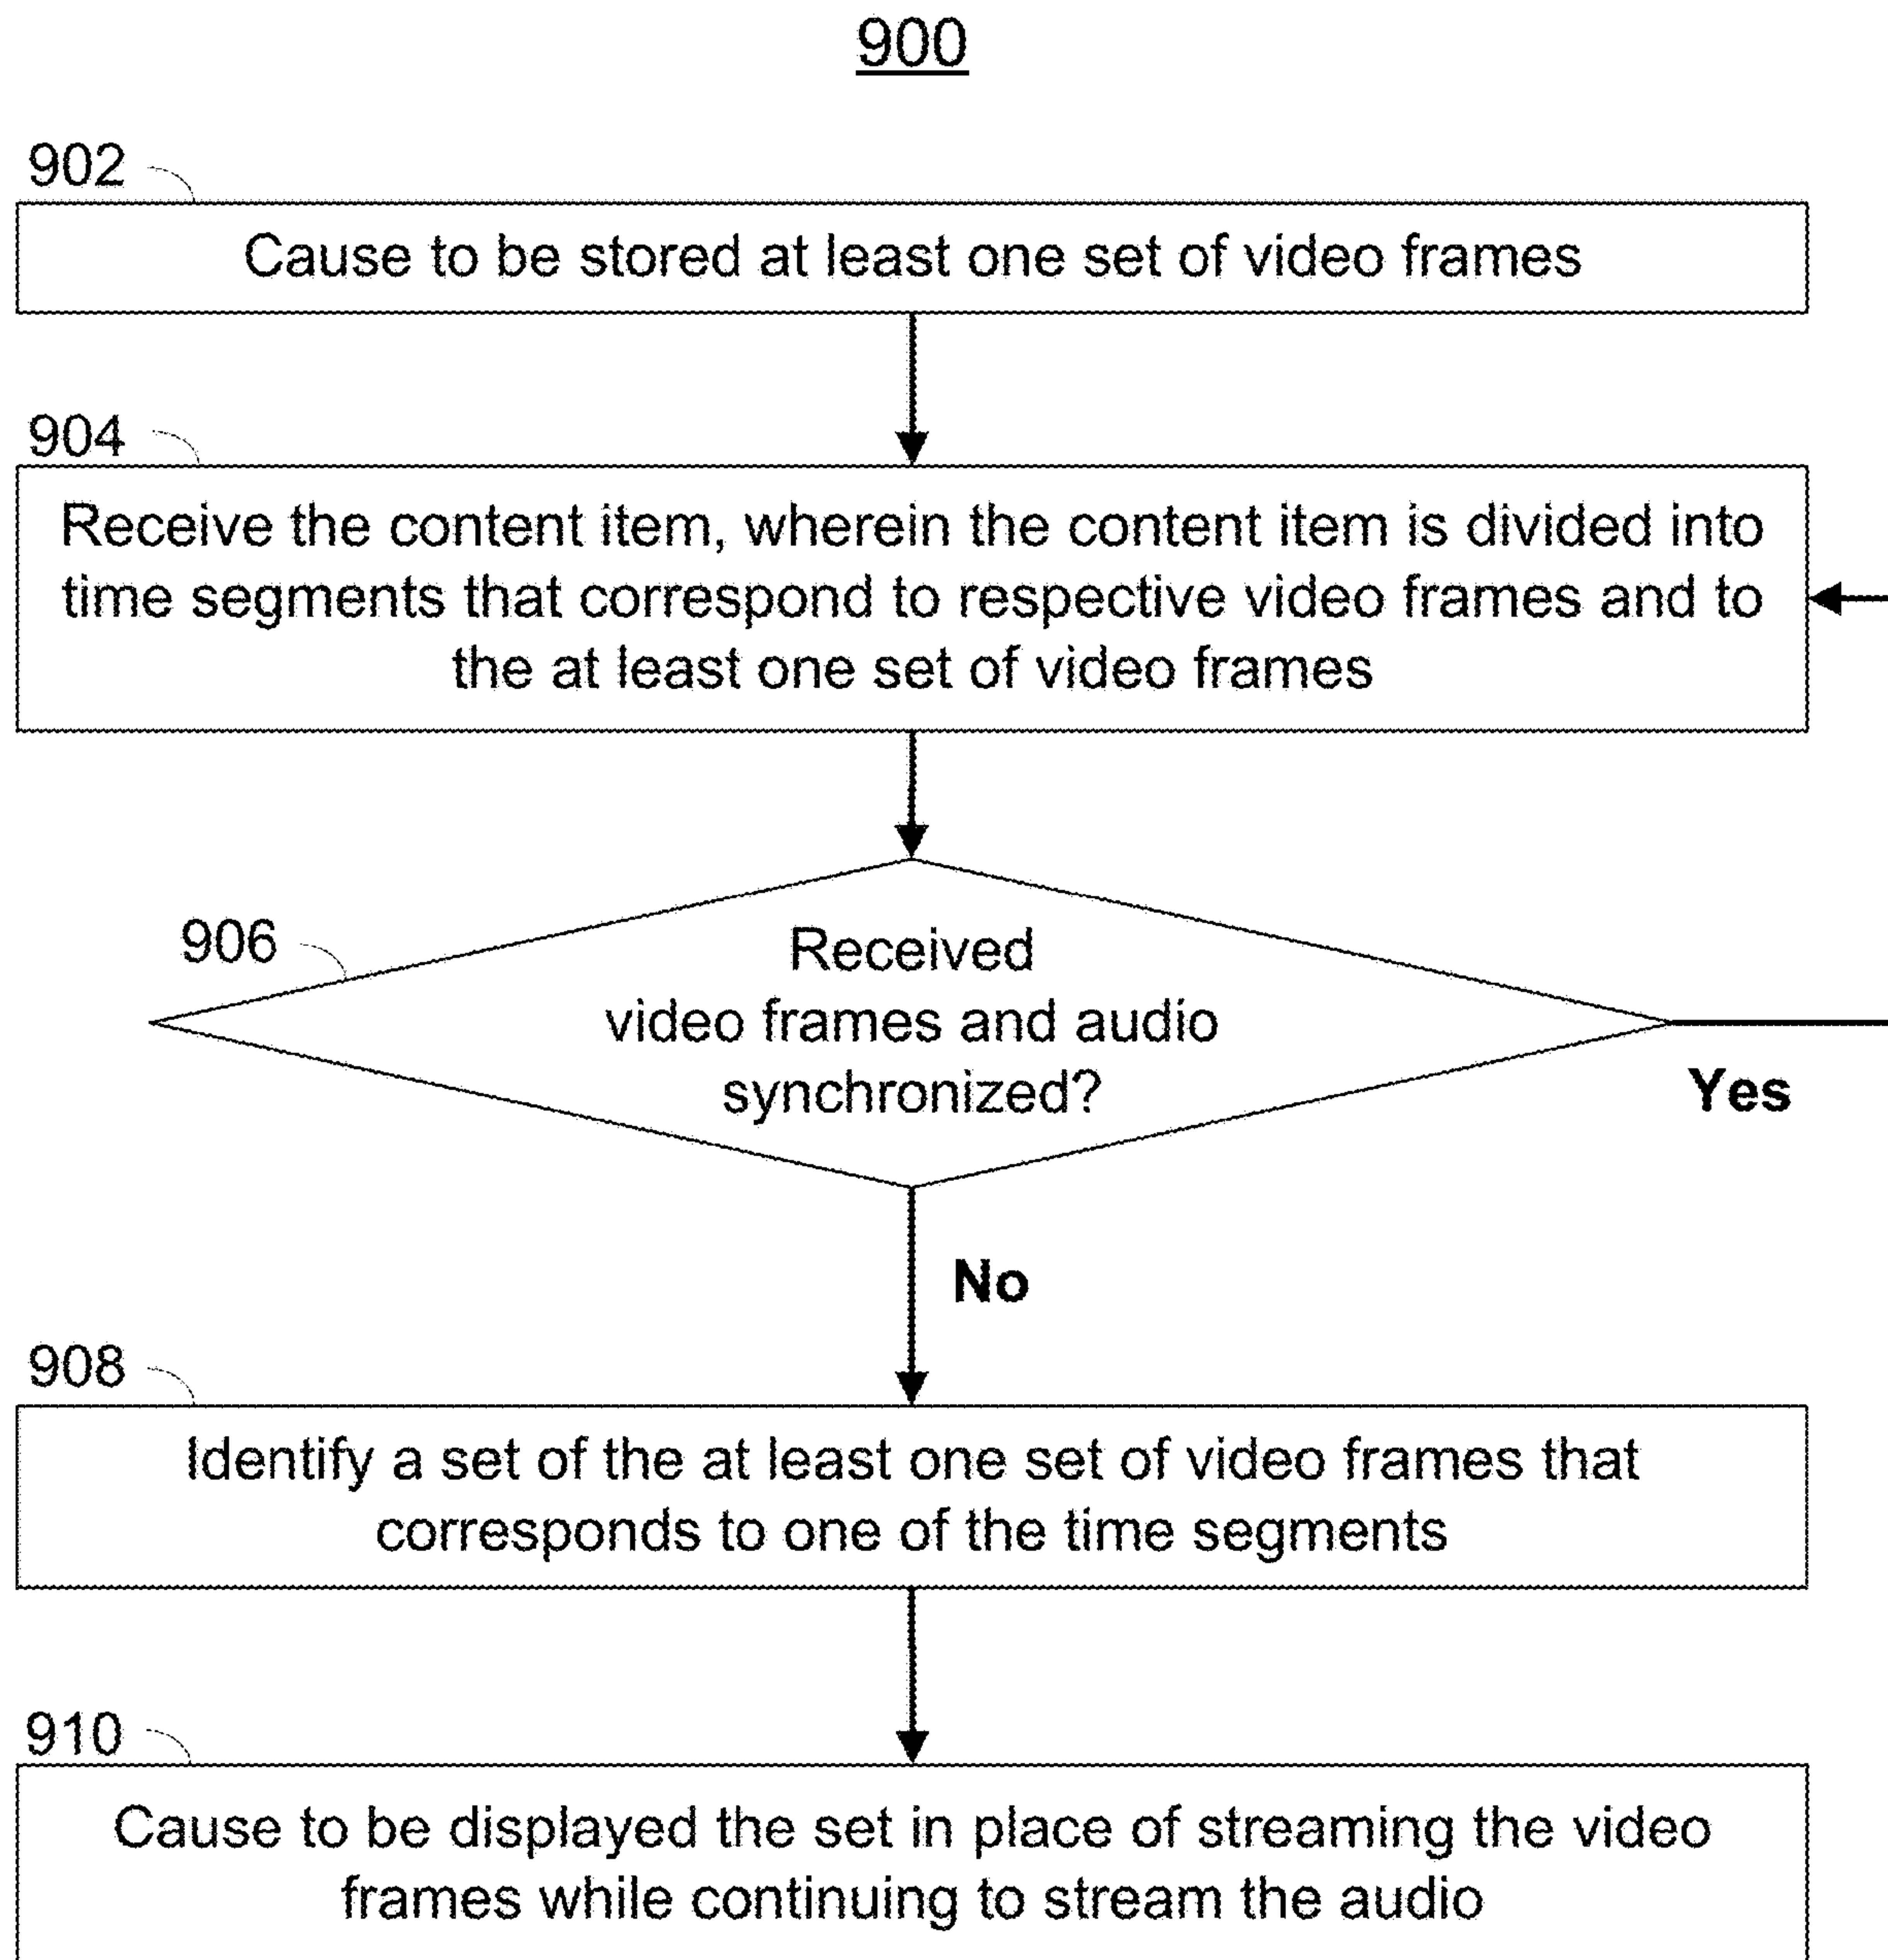 900
902
Cause to be stored at least one set of video frames
904
Receive the content item, wherein the content item is divided into
time segments that correspond to respective video frames and to
the at least one set of video frames
906
Received
video frames and audio
synchronized?
Yes
No
908
Identify a set of the at least one set of video frames that
corresponds to one of the time segments
910
Cause to be displayed the set in place of streaming the video
frames while continuing to stream the audio